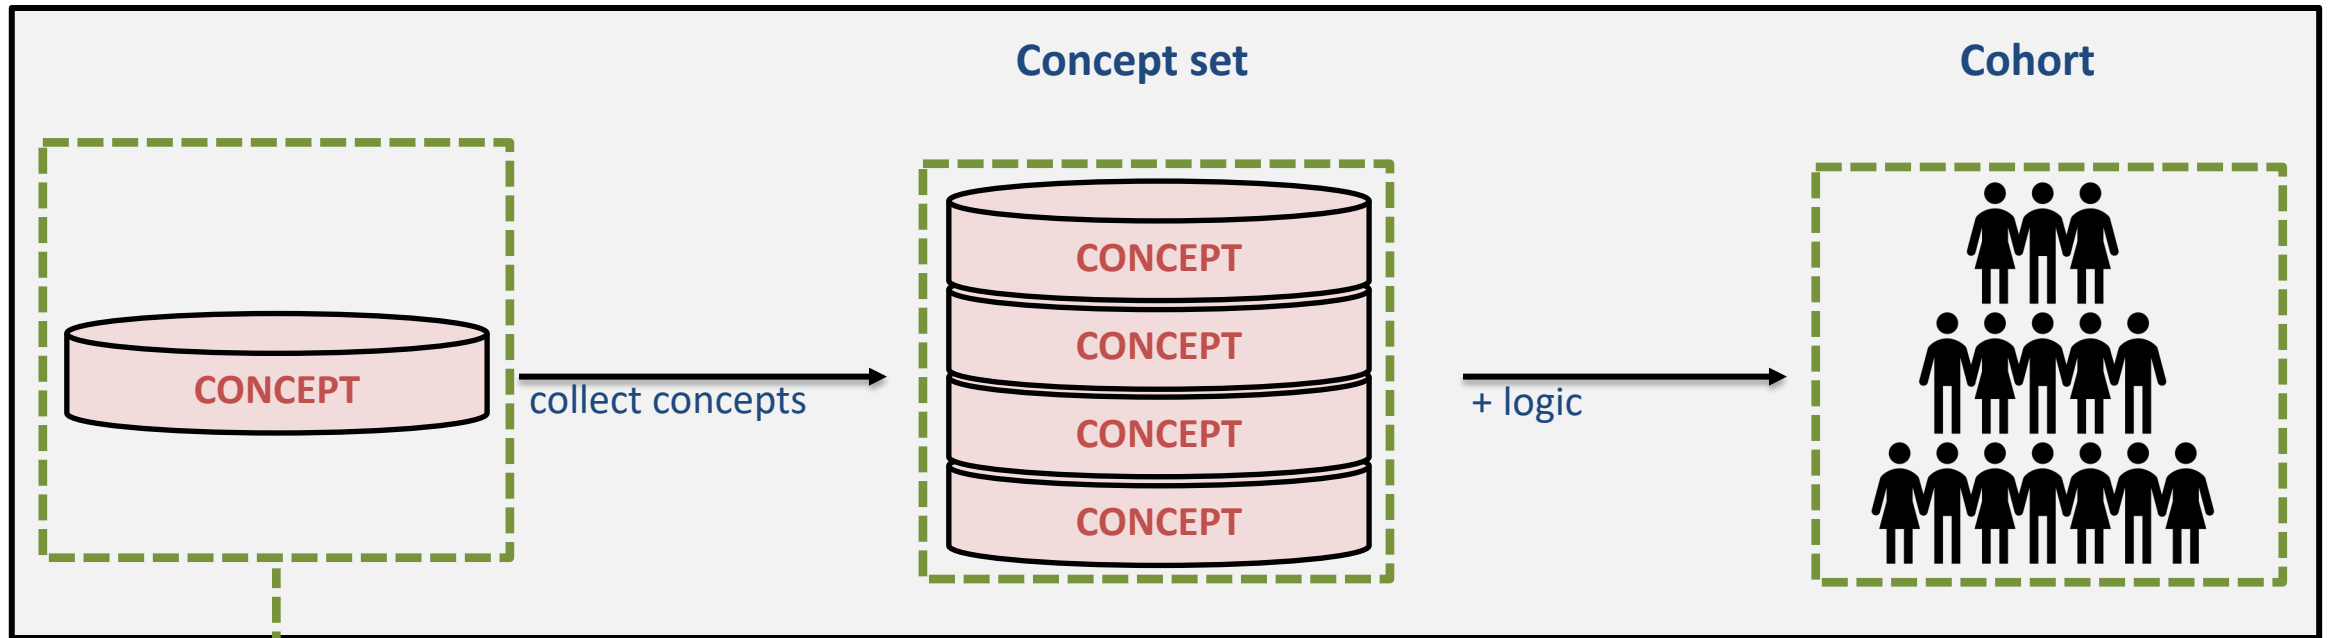 Concept set
Cohort
CONCEPT
collect concepts
CONCEPT
CONCEPT
CONCEPT
CONCEPT
+ logic